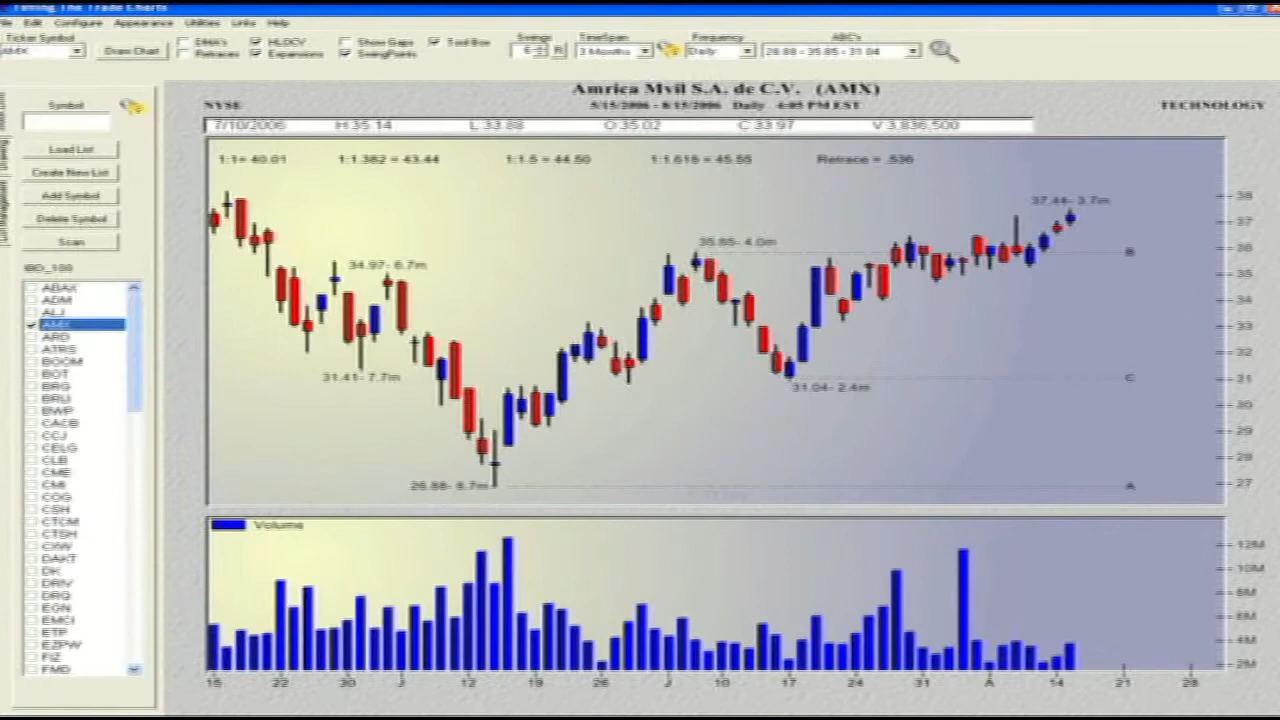 Timing The Trade Charts
File Edit Configure Appearance Utilities Links Help
Ticker Symbol
AMX
Draw Chart
DMA's
Retraces
HLOCV
Expansions
Show Gaps
SwingPoints
Tool Box
Swings
6
R
TimeSpan
3 Months
Frequency
Daily
ABC's
26.88 - 35.85 - 31.04
Amrica Mvil S.A. de C.V. (AMX)
NYSE
5/15/2006 - 8/15/2006 Daily 4:05 PM EST
TECHNOLOGY
7/10/2006 H 35.14 L 33.88 O 35.02 C 33.97 V 3,836,500
1:1= 40.01 1:1.382 = 43.44 1:1.5 = 44.50 1:1.618 = 45.55 Retrace = .536
Symbol
Load List
Create New List
Add Symbol
Delete Symbol
Scan
IBD_100
ABAX
ADM
ALJ
AMX
ARD
ATRS
BOOM
BOT
BRG
BRU
BWP
CACB
CCJ
CELG
CLB
CME
CMI
COG
CSH
CTCM
CTSH
CXW
DAKT
DK
DRIV
DRQ
EGN
EMCI
ETP
EZPW
FIZ
FMD
37.44- 3.7m
35.85- 4.0m
34.97- 6.7m
31.41- 7.7m
31.04- 2.4m
26.88- 8.7m
B
C
A
38
37
36
35
34
33
32
31
30
29
28
27
Volume
12M
10M
8M
6M
4M
2M
15 22 30 J 12 19 26 J 10 17 24 31 A 14 21 28